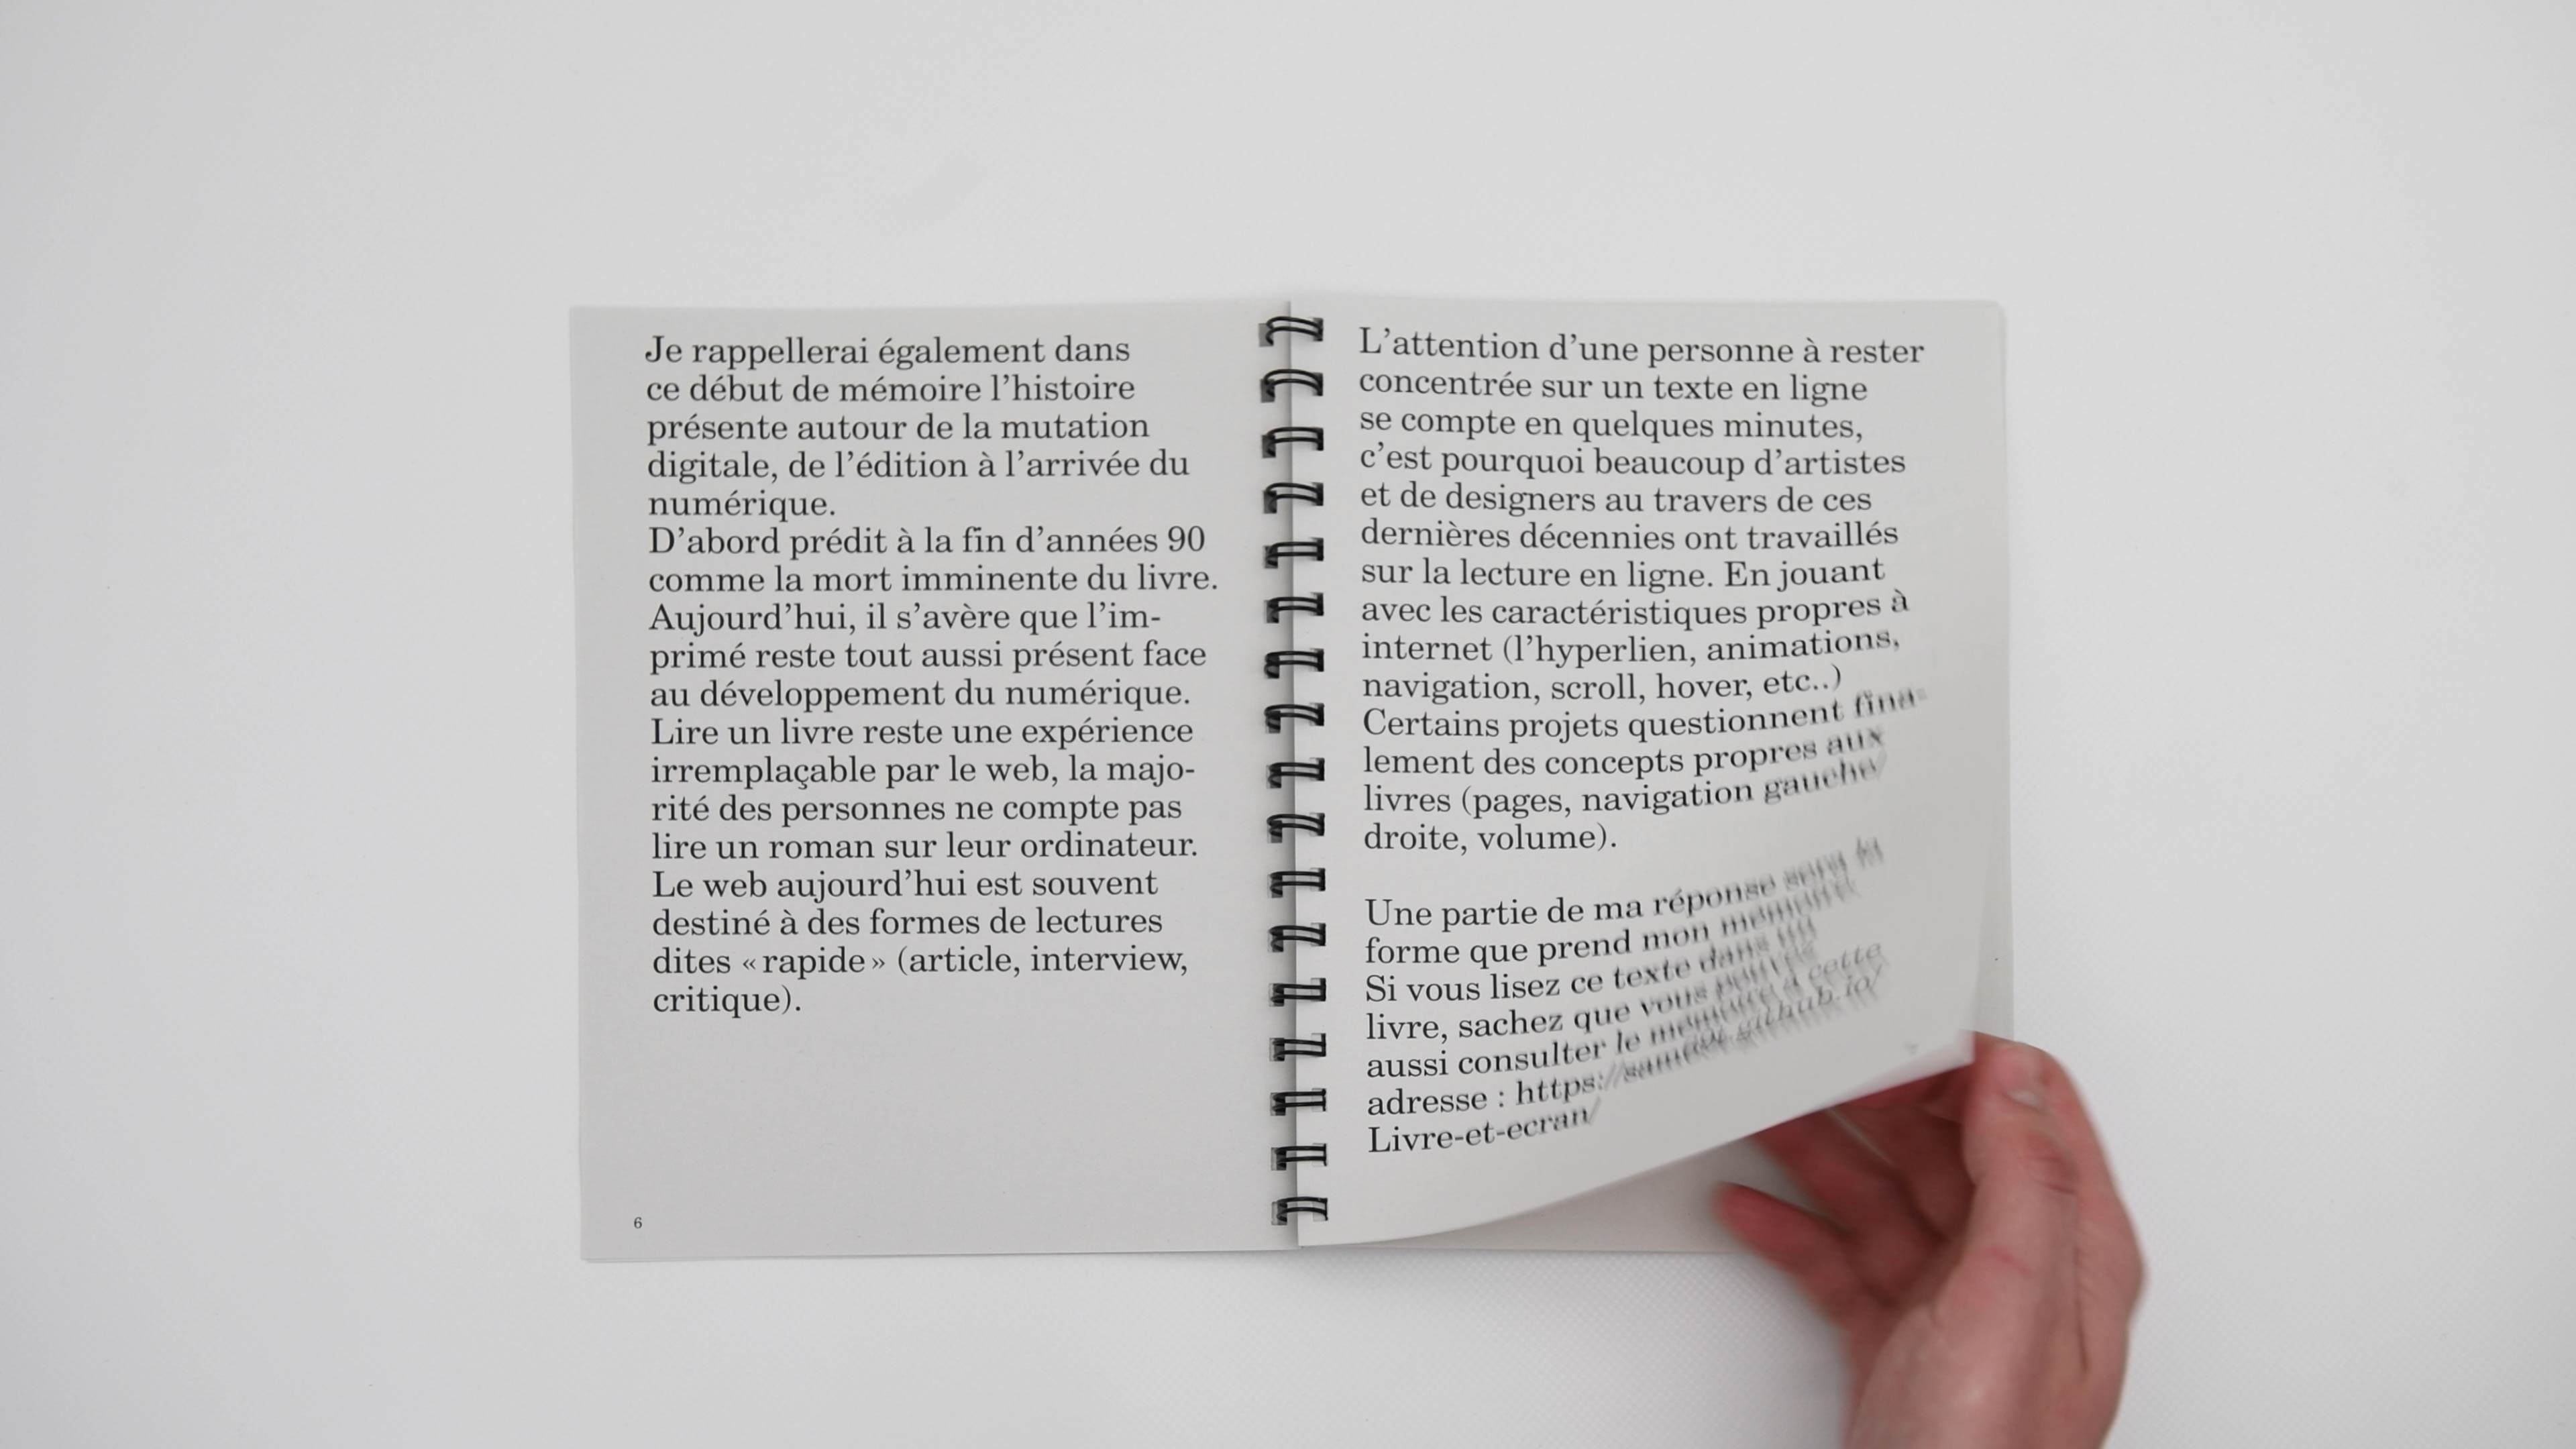 Je rappellerai également dans
ce début de mémoire l’histoire
présente autour de la mutation
digitale, de l’édition à l’arrivée du
numérique.
D’abord prédit à la fin d’années 90
comme la mort imminente du livre.
Aujourd’hui, il s’avère que l’im-
primé reste tout aussi présent face
au développement du numérique.
Lire un livre reste une expérience
irremplaçable par le web, la majo-
rité des personnes ne compte pas
lire un roman sur leur ordinateur.
Le web aujourd’hui est souvent
destiné à des formes de lectures
dites « rapide » (article, interview,
critique).
6
L’attention d’une personne à rester
concentrée sur un texte en ligne
se compte en quelques minutes,
c’est pourquoi beaucoup d’artistes
et de designers au travers de ces
dernières décennies ont travaillés
sur la lecture en ligne. En jouant
avec les caractéristiques propres à
internet (l’hyperlien, animations,
navigation, scroll, hover, etc..)
Certains projets questionnent fina-
lement des concepts propres aux
livres (pages, navigation gauche/
droite, volume).
Une partie de ma réponse sera la
forme que prend mon mémoire.
Si vous lisez ce texte dans un
livre, sachez que vous pouvez
aussi consulter le mémoire à cette
adresse : https://
Livre-et-ecran/